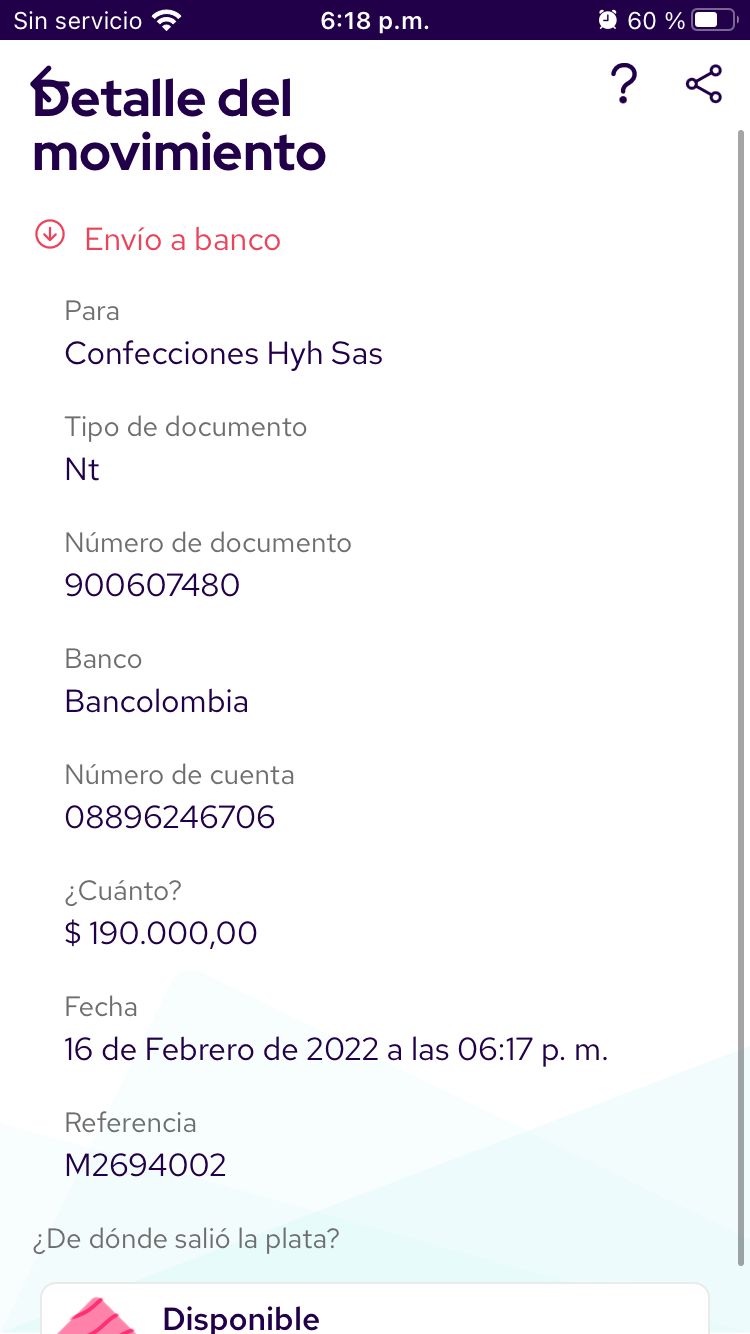 Sin servicio
6:18 p.m.
60 %
Detalle del
movimiento
?
Envío a banco
Para
Confecciones Hyh Sas
Tipo de documento
Nt
Número de documento
900607480
Banco
Bancolombia
Número de cuenta
08896246706
¿Cuánto?
$ 190.000,00
Fecha
16 de Febrero de 2022 a las 06:17 p. m.
Referencia
M2694002
¿De dónde salió la plata?
Disponible